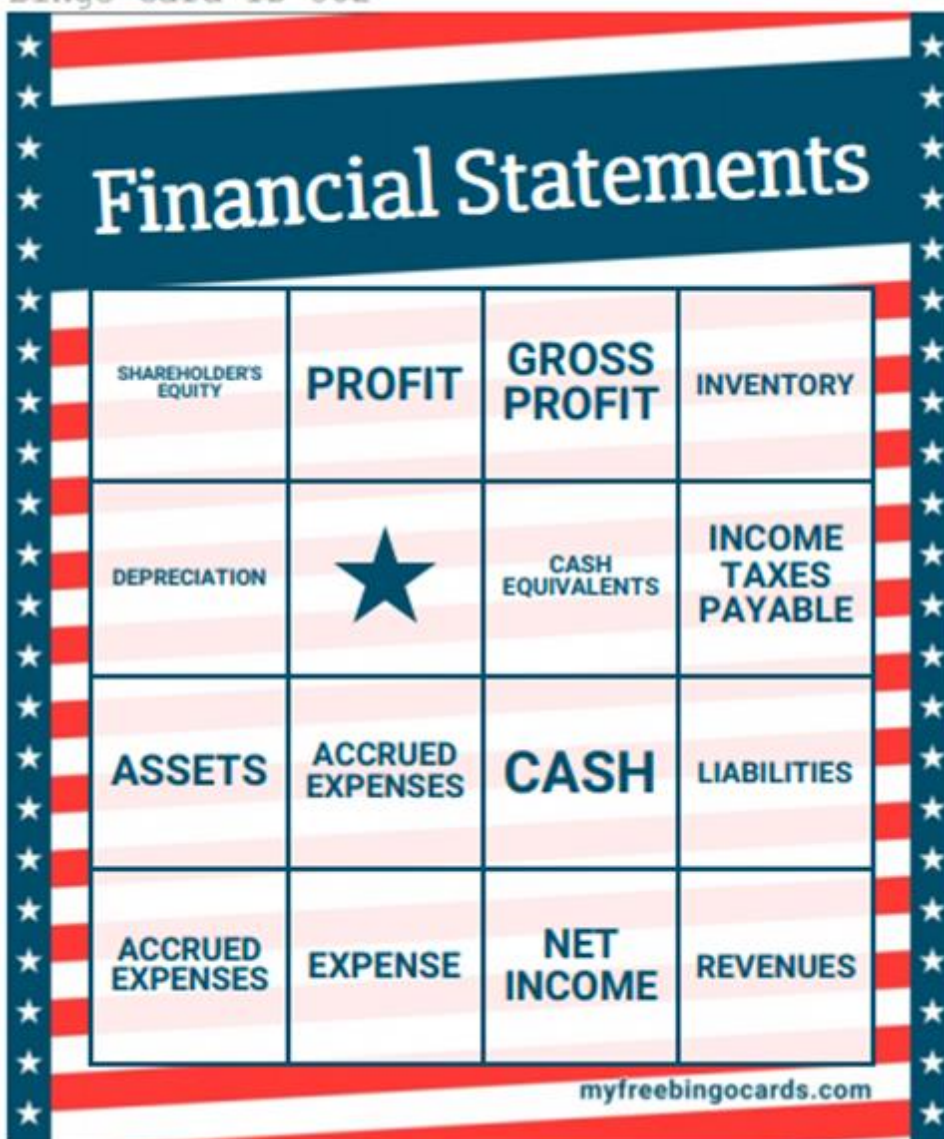 Financial Statements
SHAREHOLDER'S
EQUITY
PROFIT
GROSS
PROFIT
INVENTORY
DEPRECIATION
CASH
EQUIVALENTS
INCOME
TAXES
PAYABLE
ASSETS
ACCRUED
EXPENSES
CASH
LIABILITIES
ACCRUED
EXPENSES
EXPENSE
NET
INCOME
REVENUES
myfreebingocards.com